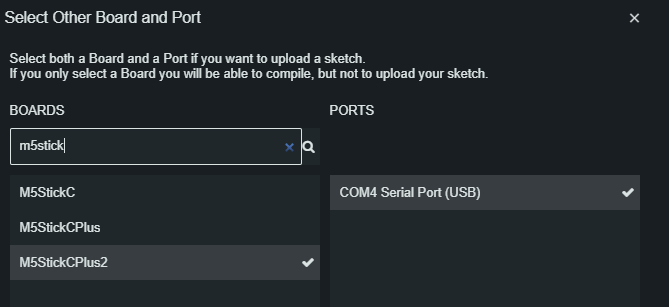 Select Other Board and Port
Select both a Board and a Port if you want to upload a sketch.
If you only select a Board you will be able to compile, but not to upload your sketch.
BOARDS
PORTS
m5stick
M5StickC
COM4 Serial Port (USB)
M5StickCPlus
M5StickCPlus2